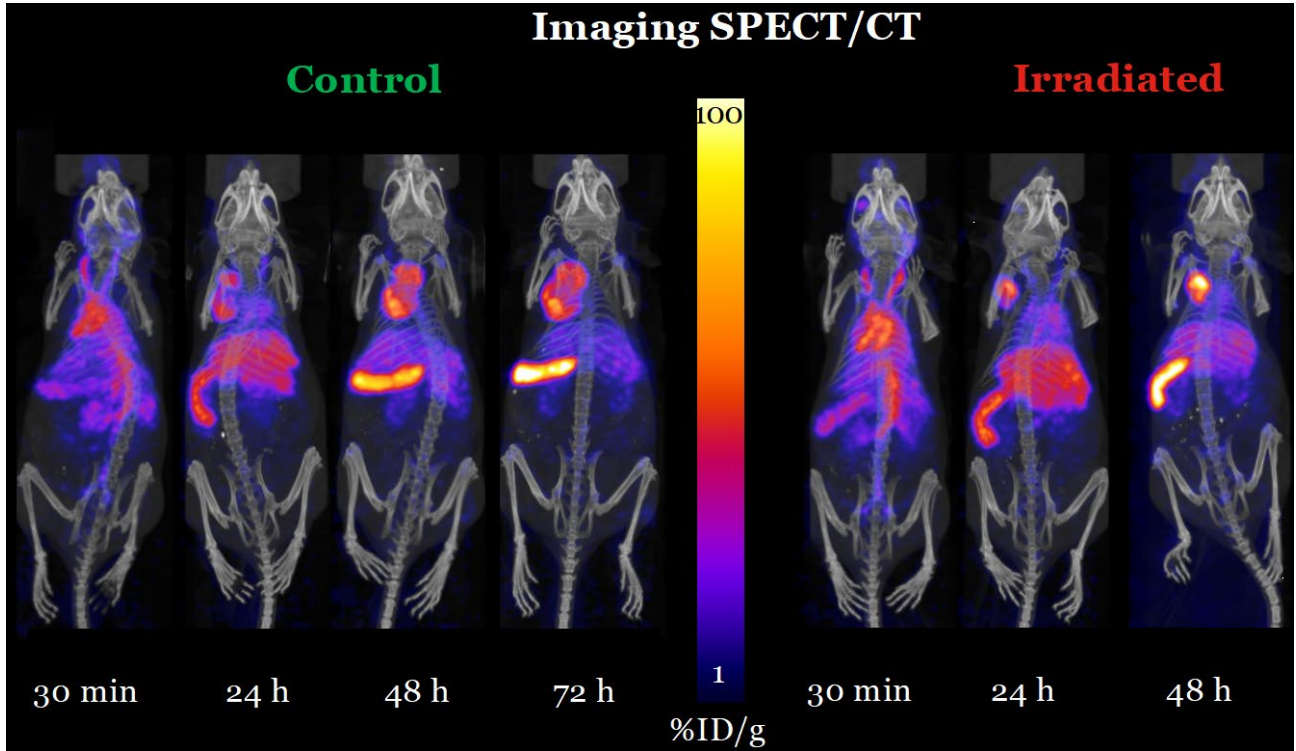 Imaging SPECT/CT
Control
Irradiated
100
1
%ID/g
30 min
24 h
48 h
72 h
30 min
24 h
48 h